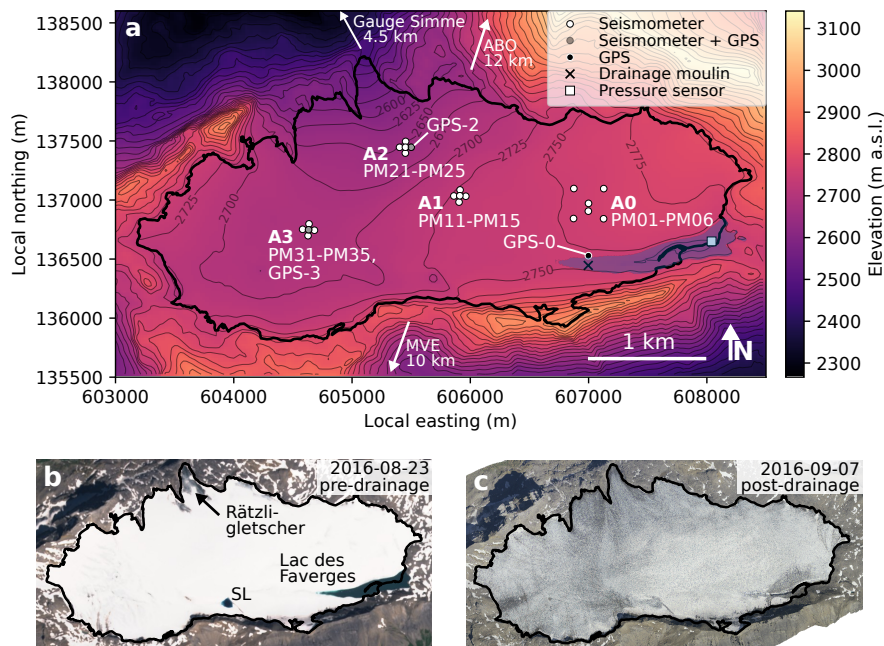 138500
138000
137500
137000
136500
136000
135500
Local northing (m)
603000
604000
605000
606000
607000
608000
Local easting (m)
a
Gauge Simme
4.5 km
ABO
12 km
Seismometer
Seismometer + GPS
GPS
Drainage moulin
Pressure sensor
2600
2625
2650
2700
2725
2750
2775
2725
2700
2750
GPS-2
A2
PM21-PM25
A1
PM11-PM15
A0
PM01-PM06
A3
PM31-PM35,
GPS-3
GPS-0
MVE
10 km
1 km
N
3100
3000
2900
2800
2700
2600
2500
2400
2300
Elevation (m a.s.l.)
b
2016-08-23
pre-drainage
Rätzli-
gletscher
Lac des
Faverges
SL
c
2016-09-07
post-drainage